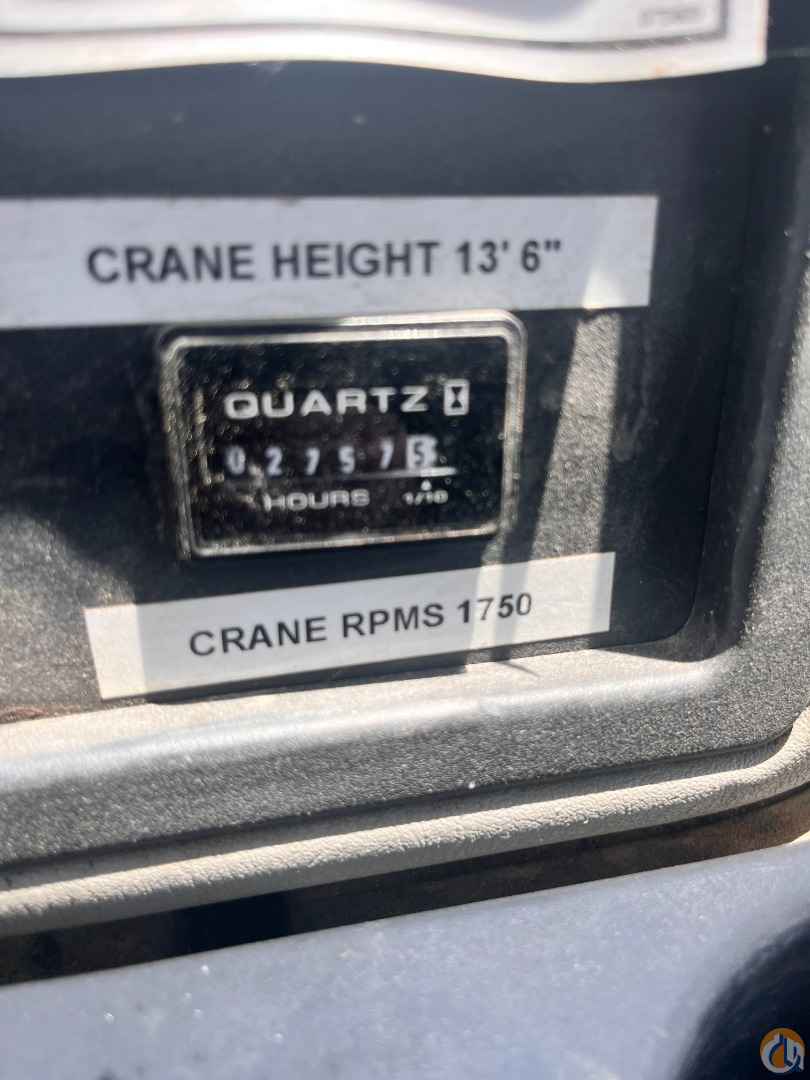 CRANE HEIGHT 13' 6"
QUARTZ
027575
HOURS 1/10
CRANE RPMS 1750